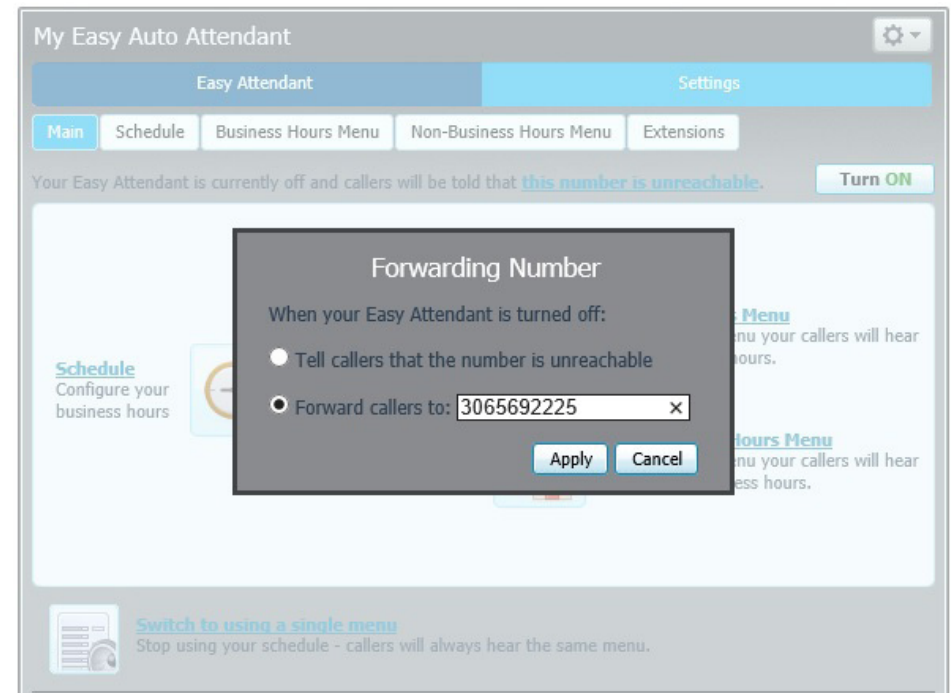 My Easy Auto Attendant
Easy Attendant
Settings
Main
Schedule
Business Hours Menu
Non-Business Hours Menu
Extensions
Your Easy Attendant is currently off and callers will be told that this number is unreachable.
Turn ON
Forwarding Number
When your Easy Attendant is turned off:
Tell callers that the number is unreachable
Forward callers to: 3065692225
Apply
Cancel
Schedule
Configure your
business hours
Menu
your callers will hear
hours.
Hours Menu
your callers will hear
hours.
Switch to using a single menu
Stop using your schedule - callers will always hear the same menu.